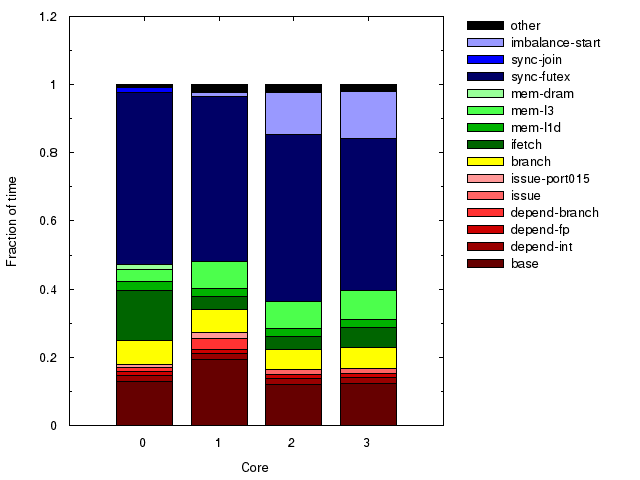 1.2
1
0.8
0.6
0.4
0.2
0
Fraction of time
0 1 2 3
Core
other
imbalance-start
sync-join
sync-futex
mem-dram
mem-l3
mem-l1d
ifetch
branch
issue-port015
issue
depend-branch
depend-fp
depend-int
base